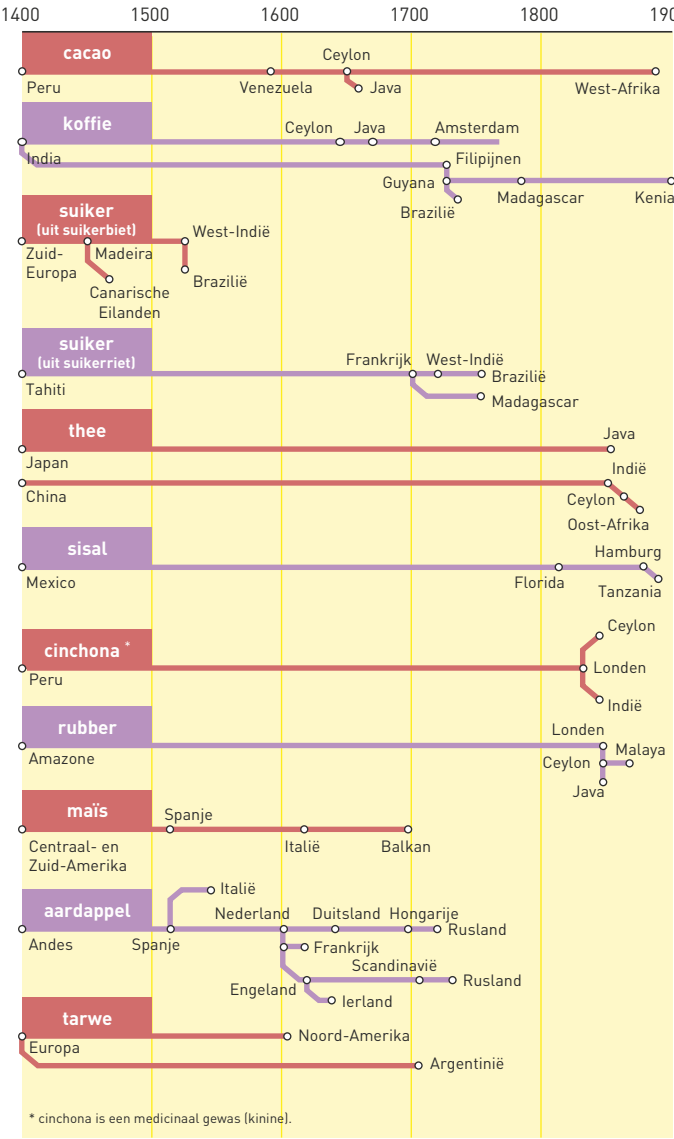 1400 1500 1600 1700 1800 190
cacao
Ceylon
Peru Venezuela Java West-Afrika
koffie
Ceylon Java Amsterdam
India Filipijnen
Guyana Madagascar Kenia
Brazilië
suiker
(uit suikerbiet)
West-Indië
Zuid-
Europa
Madeira
Brazilië
Canarische
Eilanden
suiker
(uit suikerriet)
Frankrijk West-Indië
Brazilië
Tahiti
Madagascar
thee
Java
Japan
Indië
China
Ceylon
Oost-Afrika
sisal
Hamburg
Mexico Florida Tanzania
cinchona *
Ceylon
Londen
Peru
Indië
rubber
Londen
Amazone
Ceylon Malaya
Java
maïs
Spanje
Centraal- en
Zuid-Amerika
Italië Balkan
Italië
aardappel
Nederland Duitsland Hongarije
Rusland
Andes Spanje
Frankrijk
Scandinavië
Engeland Rusland
Ierland
tarwe
Noord-Amerika
Europa
Argentinië
* cinchona is een medicinaal gewas (kinine).